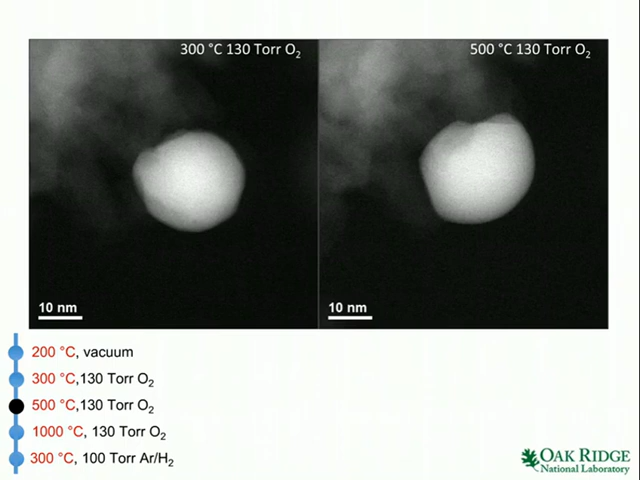 300 °C 130 Torr O₂
500 °C 130 Torr O₂
10 nm
10 nm
200 °C, vacuum
300 °C,130 Torr O₂
500 °C,130 Torr O₂
1000 °C, 130 Torr O₂
300 °C, 100 Torr Ar/H₂
OAK RIDGE
National Laboratory